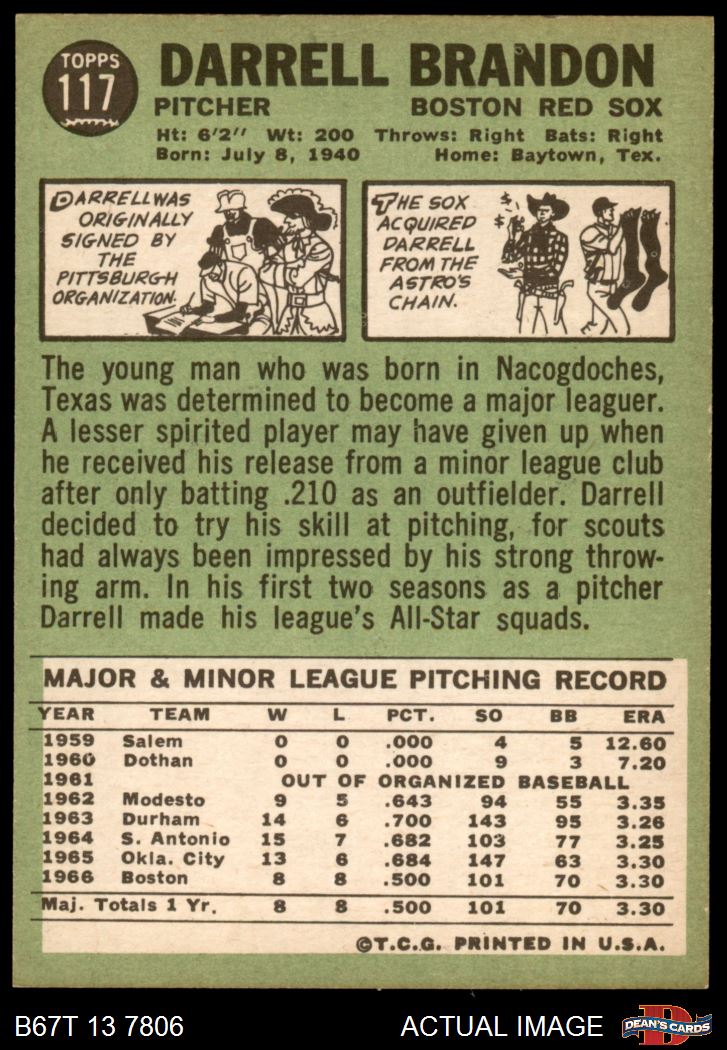 TOPPS
117
DARRELL BRANDON
PITCHER BOSTON RED SOX
Ht: 6'2" Wt: 200 Throws: Right Bats: Right
Born: July 8, 1940 Home: Baytown, Tex.
DARRELL WAS
ORIGINALLY
SIGNED BY
THE
PITTSBURGH
ORGANIZATION.
THE SOX
ACQUIRED
DARRELL
FROM THE
ASTRO'S
CHAIN.
$
$
The young man who was born in Nacogdoches,
Texas was determined to become a major leaguer.
A lesser spirited player may have given up when
he received his release from a minor league club
after only batting .210 as an outfielder. Darrell
decided to try his skill at pitching, for scouts
had always been impressed by his strong throw-
ing arm. In his first two seasons as a pitcher
Darrell made his league's All-Star squads.
MAJOR & MINOR LEAGUE PITCHING RECORD
YEAR TEAM W L PCT. SO BB ERA
1959 Salem 0 0 .000 4 5 12.60
1960 Dothan 0 0 .000 9 3 7.20
1961 OUT OF ORGANIZED BASEBALL
1962 Modesto 9 5 .643 94 55 3.35
1963 Durham 14 6 .700 143 95 3.26
1964 S. Antonio 15 7 .682 103 77 3.25
1965 Okla. City 13 6 .684 147 63 3.30
1966 Boston 8 8 .500 101 70 3.30
Maj. Totals 1 Yr. 8 8 .500 101 70 3.30
©T.C.G. PRINTED IN U.S.A.
B67T 13 7806 ACTUAL IMAGE
D
DEAN'S CARDS